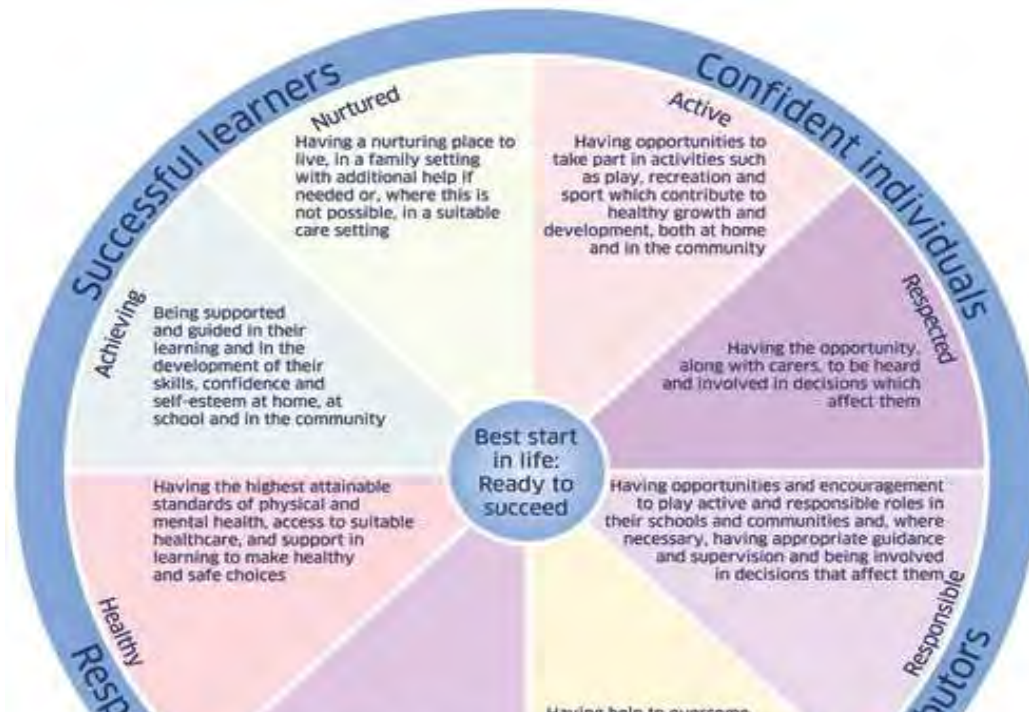 Successful learners
Confident individuals
Nurtured
Having a nurturing place to
live, in a family setting
with additional help if
needed or, where this is
not possible, in a suitable
care setting
Active
Having opportunities to
take part in activities such
as play, recreation and
sport which contribute to
healthy growth and
development, both at home
and in the community
Achieving
Being supported
and guided in their
learning and in the
development of their
skills, confidence and
self-esteem at home, at
school and in the community
Respected
Having the opportunity,
along with carers, to be heard
and involved in decisions which
affect them
Best start
in life:
Ready to
succeed
Having the highest attainable
standards of physical and
mental health, access to suitable
healthcare, and support in
learning to make healthy
and safe choices
Healthy
Having opportunities and encouragement
to play active and responsible roles in
their schools and communities and, where
necessary, having appropriate guidance
and supervision and being involved
in decisions that affect them
Responsible
Resp
butors
Having help to overcome